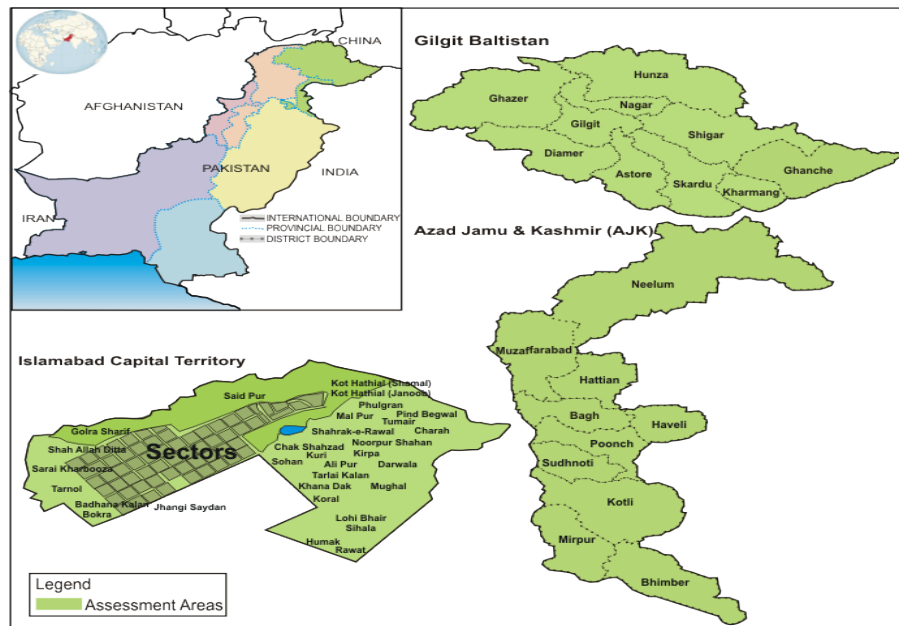 CHINA
AFGHANISTAN
PAKISTAN
INDIA
IRAN
INTERNATIONAL BOUNDARY
PROVINCIAL BOUNDARY
DISTRICT BOUNDARY
Gilgit Baltistan
Hunza
Ghazer
Nagar
Gilgit
Shigar
Diamer
Ghanche
Astore
Skardu
Kharmang
Azad Jamu & Kashmir (AJK)
Neelum
Muzaffarabad
Hattian
Bagh
Haveli
Poonch
Sudhnoti
Kotli
Mirpur
Bhimber
Islamabad Capital Territory
Kot Hathial (Shamal)
Said Pur
Kot Hathial (Janoob)
Phulgran
Mal Pur
Pind Begwal
Tumair
Golra Sharif
Shahrak-e-Rawal
Charah
Shah Allah Ditta
Sectors
Chak Shahzad
Noorpur Shahan
Kuri
Kirpa
Sarai Kharbooza
Sohan
Ali Pur
Darwala
Tarlai Kalan
Tarnol
Khana Dak
Mughal
Badhana Kalan
Jhangi Saydan
Koral
Bokra
Lohi Bhair
Sihala
Humak
Rawat
Legend
Assessment Areas